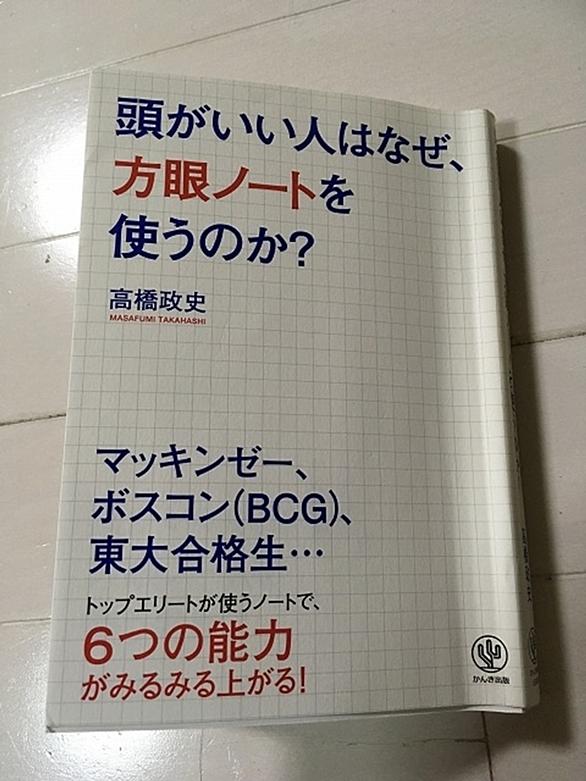 頭がいい人はなぜ、
方眼ノートを
使うのか?
高橋政史
MASAFUMI TAKAHASHI
マッキンゼー、
ボスコン(BCG)、
東大合格生…
トップエリートが使うノートで、
6つの能力
がみるみる上がる!
かんき出版